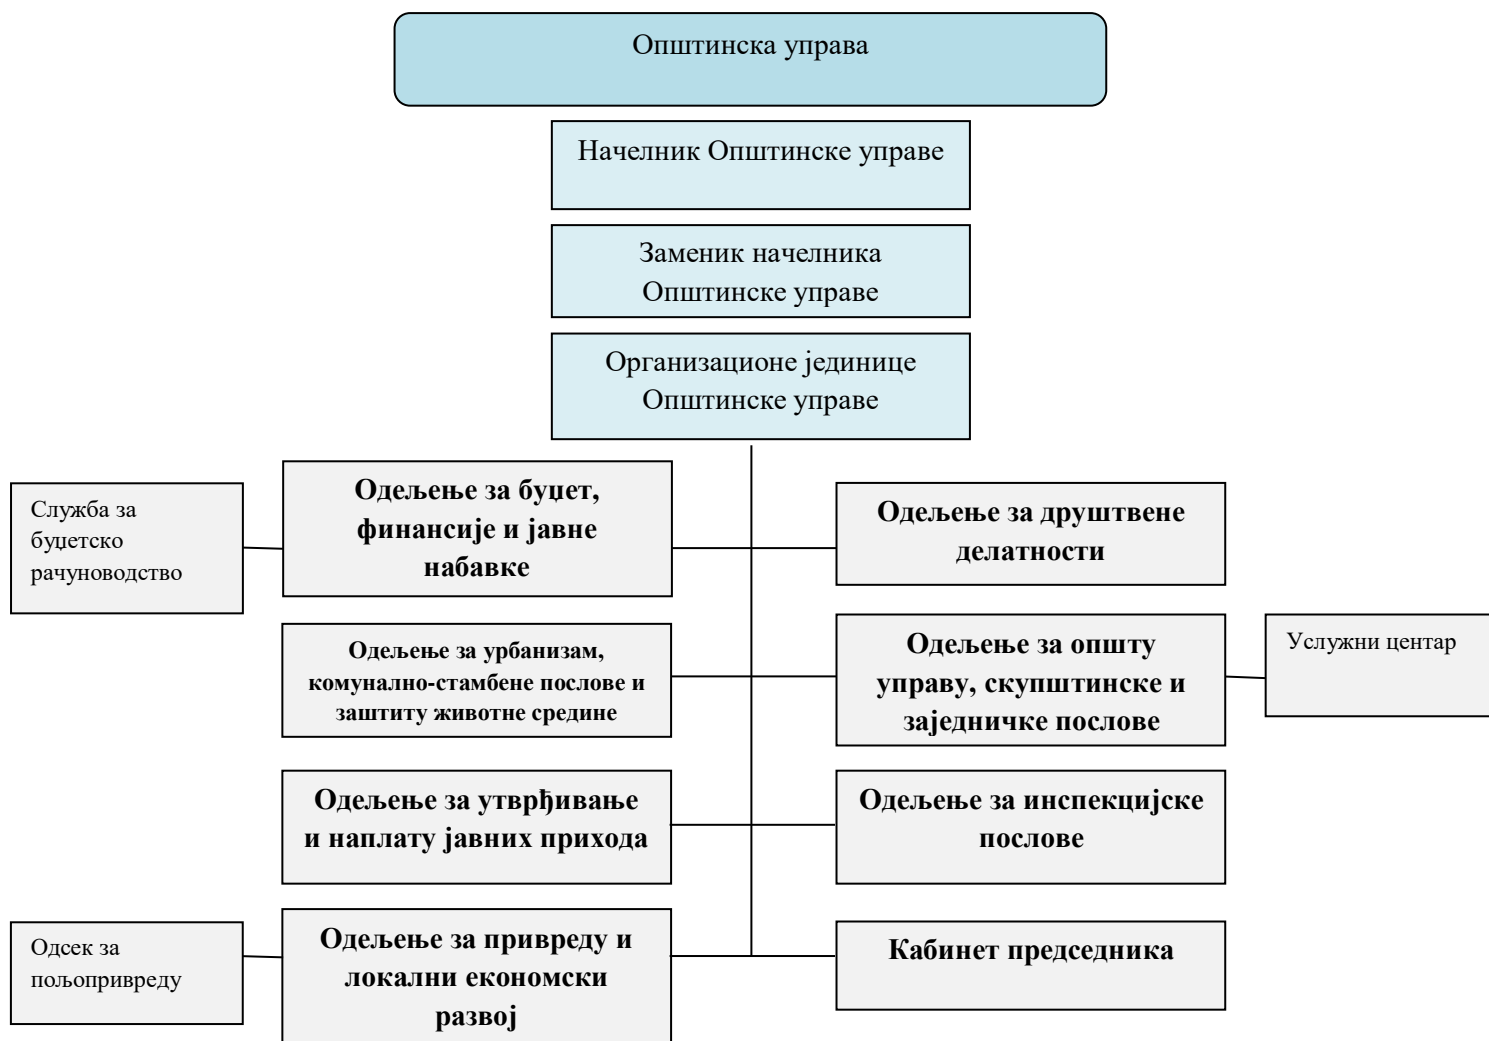 Општинска управа
Начелник Општинске управе
Заменик начелника
Општинске управе
Организационе јединице
Општинске управе
Служба за
буџетско
рачуноводство
Одељење за буџет,
финансије и јавне
набавке
Одељење за друштвене
делатности
Одељење за урбанизам,
комунално-стамбене послове и
заштиту животне средине
Одељење за општу
управу, скупштинске и
заједничке послове
Услужни центар
Одељење за утврђивање
и наплату јавних прихода
Одељење за инспекцијске
послове
Одсек за
пољопривреду
Одељење за привреду и
локални економски
развој
Кабинет председника